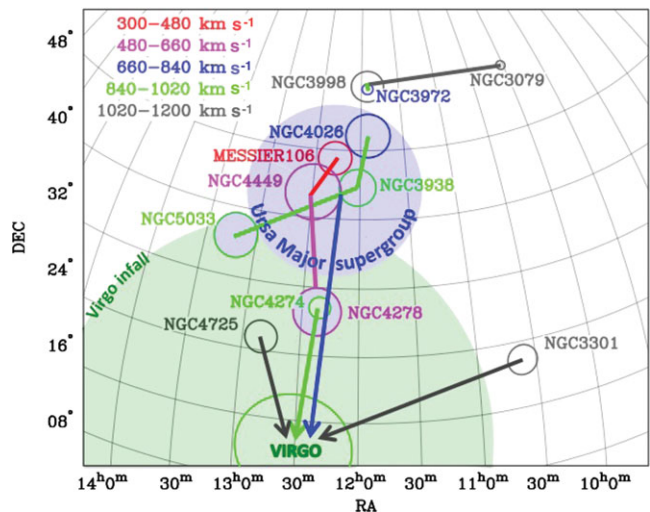 300−480 km s-1
480−660 km s-1
660−840 km s-1
840−1020 km s-1
1020−1200 km s-1
48°
40°
32°
24°
16°
08°
DEC
NGC3998
NGC3079
NGC3972
NGC4026
MESSIER106
NGC4449
NGC3938
NGC5033
Ursa Major supergroup
Virgo infall
NGC4274
NGC4278
NGC4725
NGC3301
VIRGO
14h0m 30m 13h0m 30m 12h0m 30m 11h0m 30m 10h0m
RA